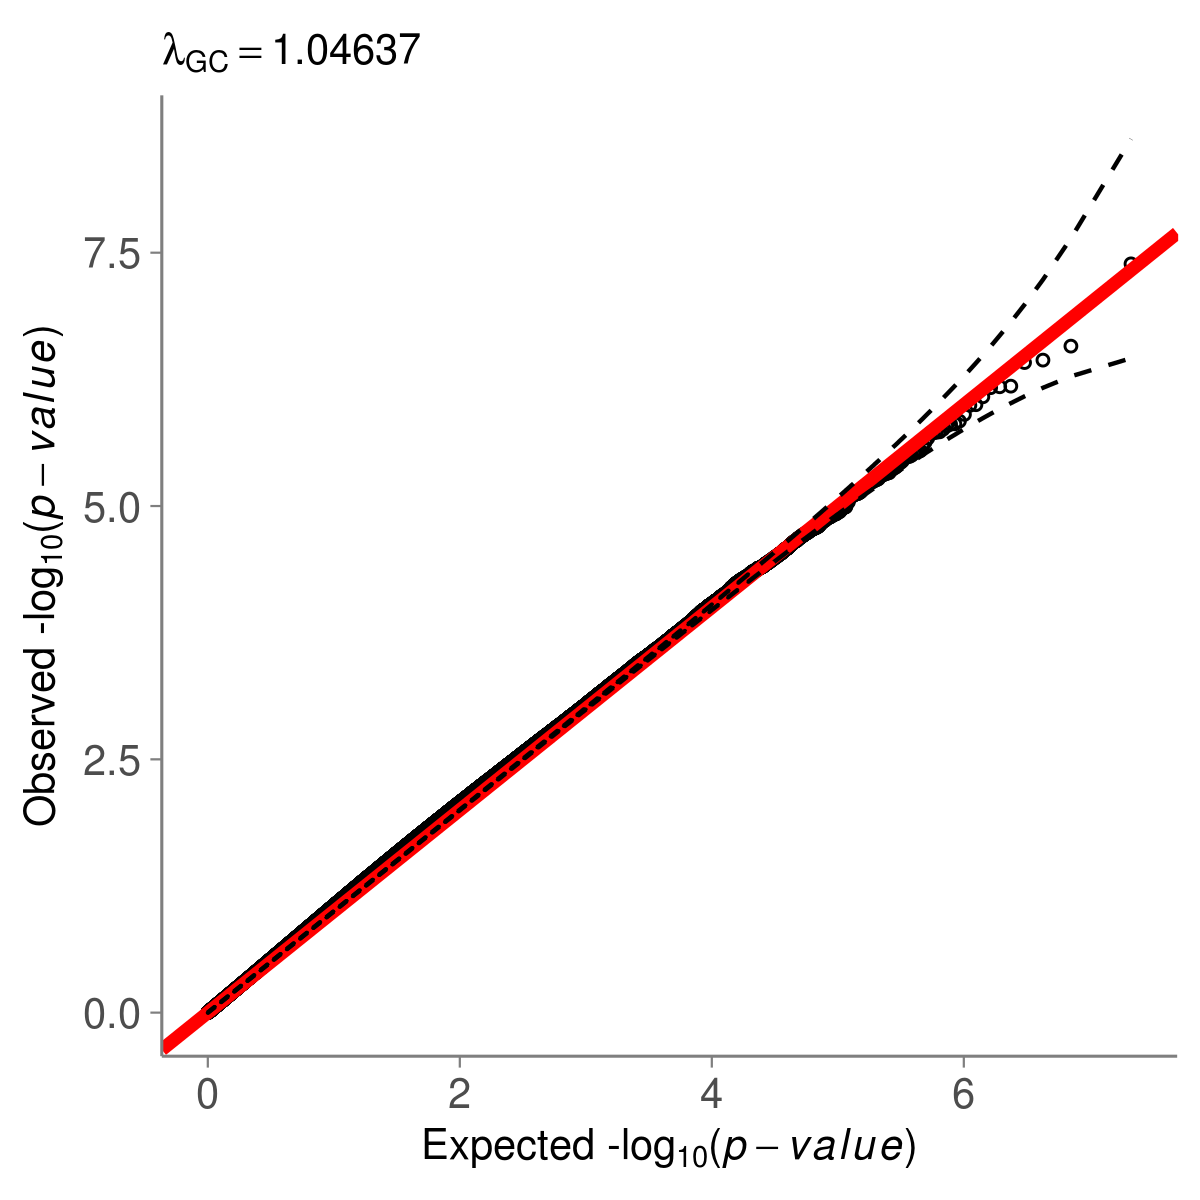 λGC = 1.04637
Observed -log10(p − value)
7.5
5.0
2.5
0.0
0 2 4 6
Expected -log10(p − value)